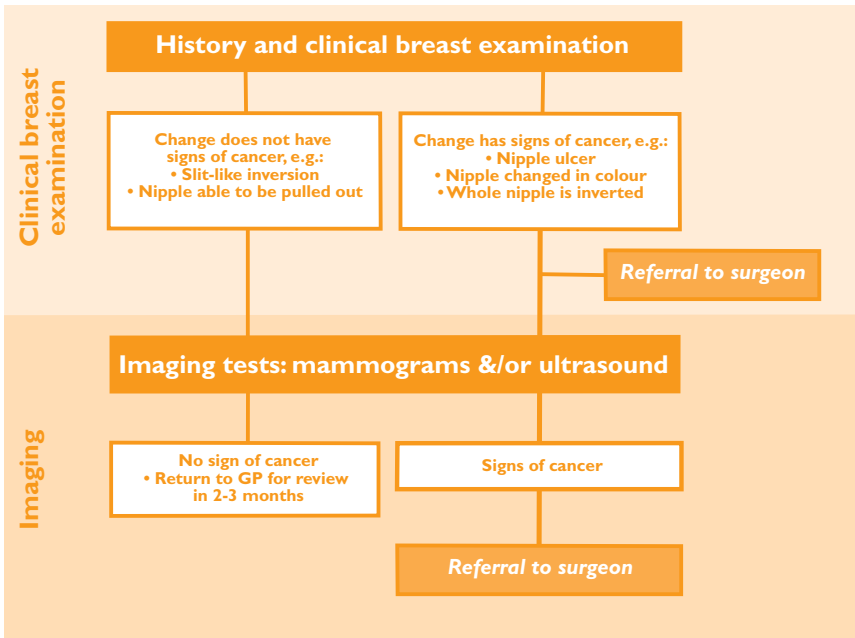 Clinical breast
examination
History and clinical breast examination
Change does not have
signs of cancer, e.g.:
• Slit-like inversion
• Nipple able to be pulled out
Change has signs of cancer, e.g.:
• Nipple ulcer
• Nipple changed in colour
• Whole nipple is inverted
Referral to surgeon
Imaging
Imaging tests: mammograms &/or ultrasound
No sign of cancer
• Return to GP for review
in 2-3 months
Signs of cancer
Referral to surgeon